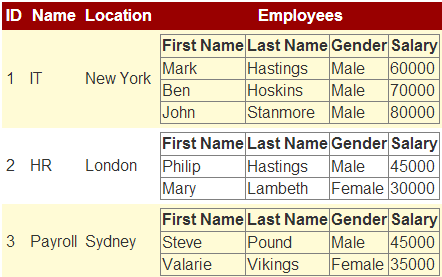 ID Name Location Employees
First Name Last Name Gender Salary
Mark Hastings Male 60000
1 IT New York Ben Hoskins Male 70000
John Stanmore Male 80000
First Name Last Name Gender Salary
2 HR London Philip Hastings Male 45000
Mary Lambeth Female 30000
First Name Last Name Gender Salary
3 Payroll Sydney Steve Pound Male 45000
Valarie Vikings Female 35000